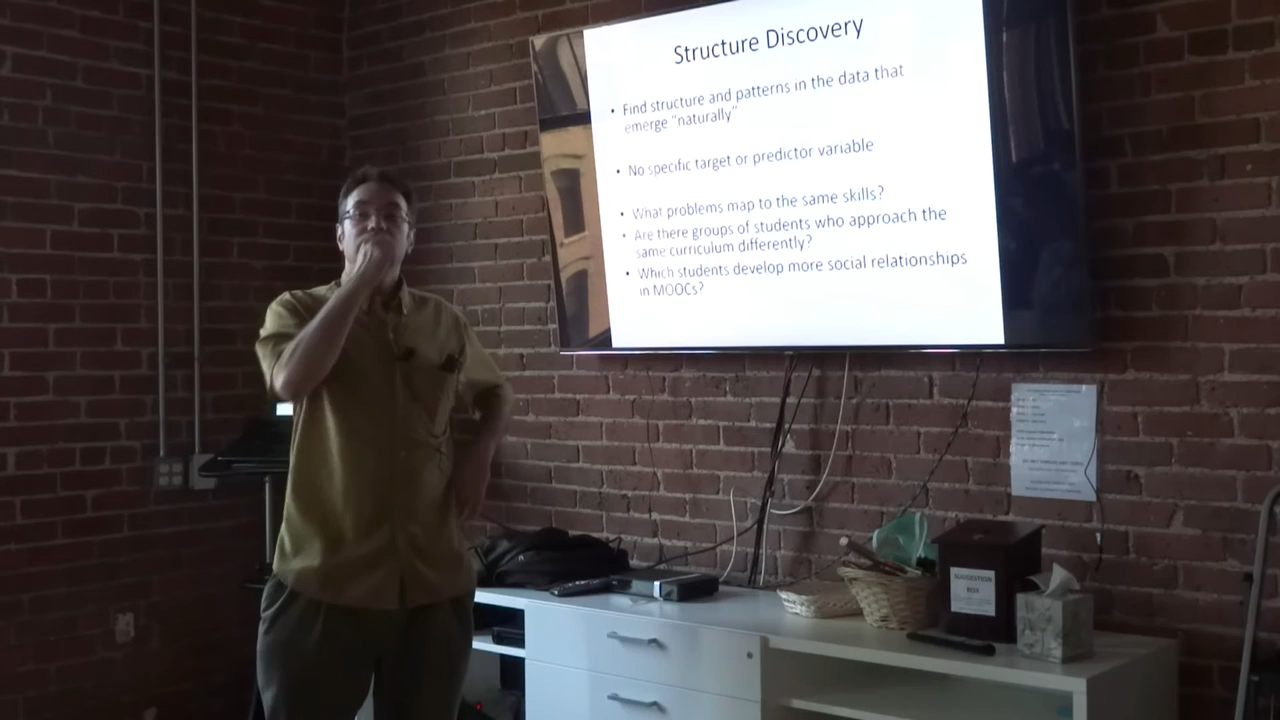 Structure Discovery
• Find structure and patterns in the data that
emerge "naturally"
• No specific target or predictor variable
• What problems map to the same skills?
• Are there groups of students who approach the
same curriculum differently?
• Which students develop more social relationships
in MOOCs?
SUGGESTION
BOX